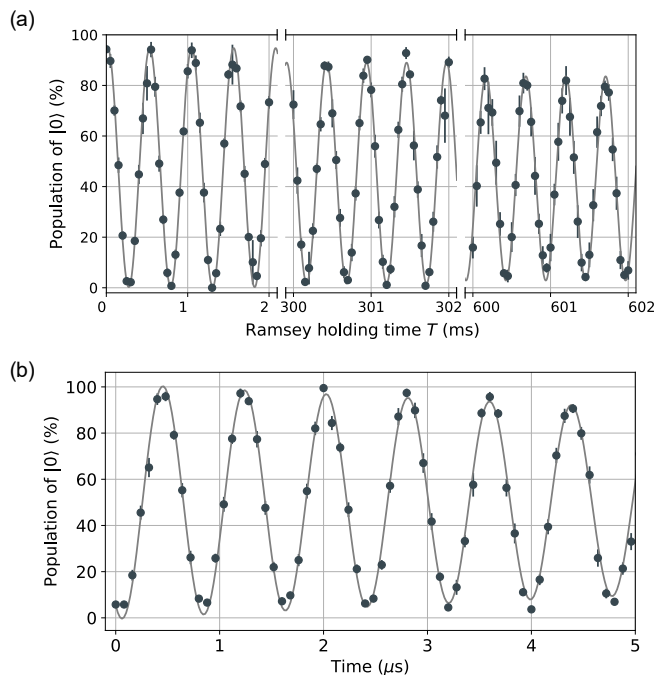 (a)
Population of |0⟩ (%)
100
80
60
40
20
0
0 1 2 300 301 302 600 601 602
Ramsey holding time T (ms)
(b)
Population of |0⟩ (%)
100
80
60
40
20
0
0 1 2 3 4 5
Time (μs)